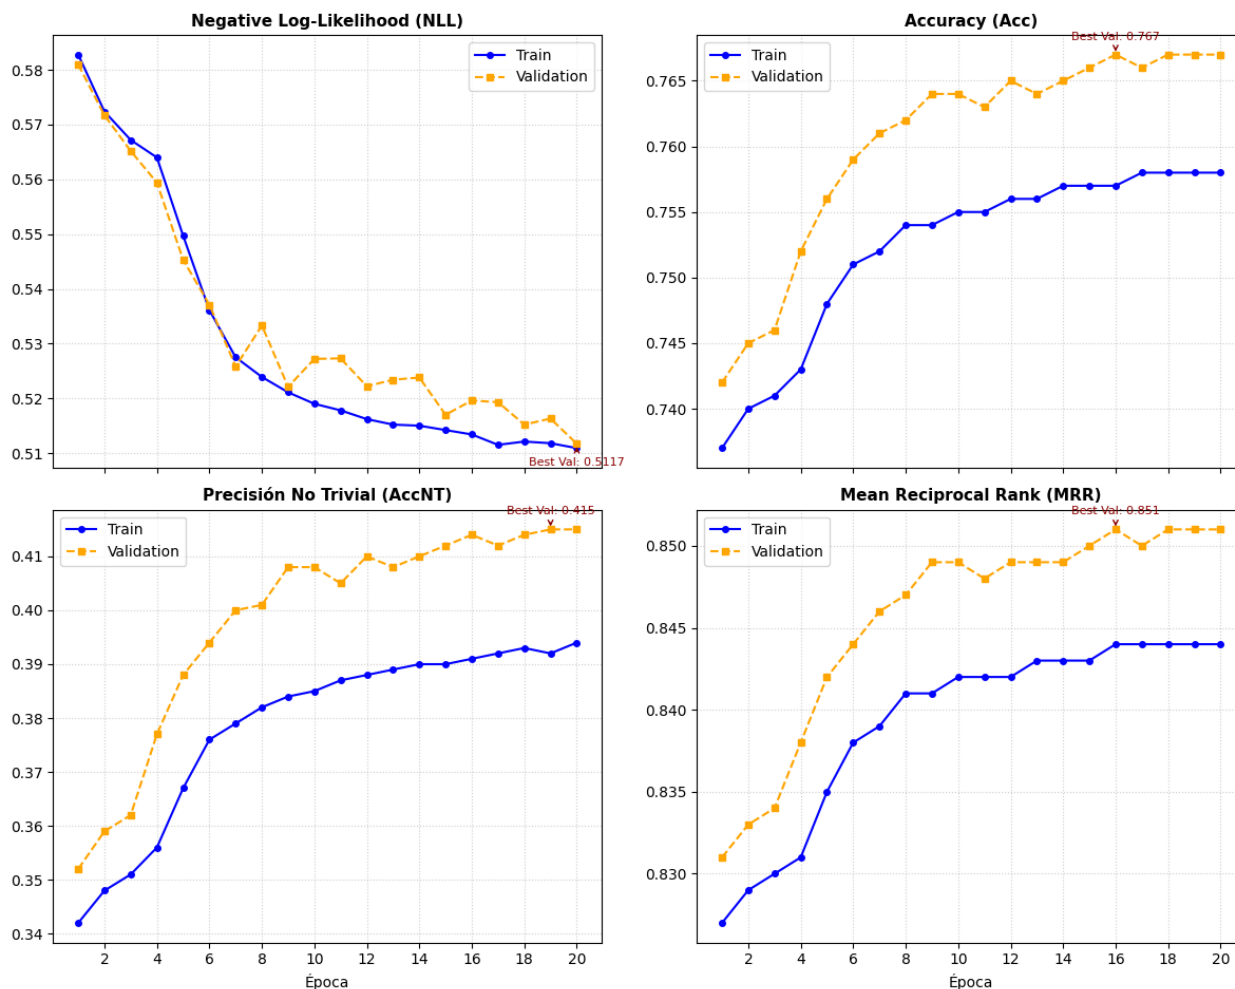 Negative Log-Likelihood (NLL)
Train
Validation
0.58
0.57
0.56
0.55
0.54
0.53
0.52
0.51
Best Val: 0.5117
Accuracy (Acc)
Best Val: 0.767
Train
Validation
0.765
0.760
0.755
0.750
0.745
0.740
Precisión No Trivial (AccNT)
Best Val: 0.415
Train
Validation
0.41
0.40
0.39
0.38
0.37
0.36
0.35
0.34
2 4 6 8 10 12 14 16 18 20
Época
Mean Reciprocal Rank (MRR)
Best Val: 0.851
Train
Validation
0.850
0.845
0.840
0.835
0.830
2 4 6 8 10 12 14 16 18 20
Época